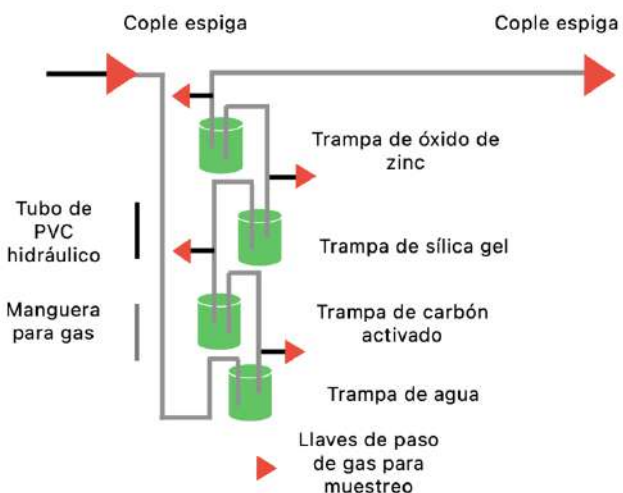 Cople espiga
Cople espiga
Trampa de óxido de
zinc
Tubo de
PVC
hidráulico
Trampa de sílica gel
Manguera
para gas
Trampa de carbón
activado
Trampa de agua
Llaves de paso
de gas para
muestreo